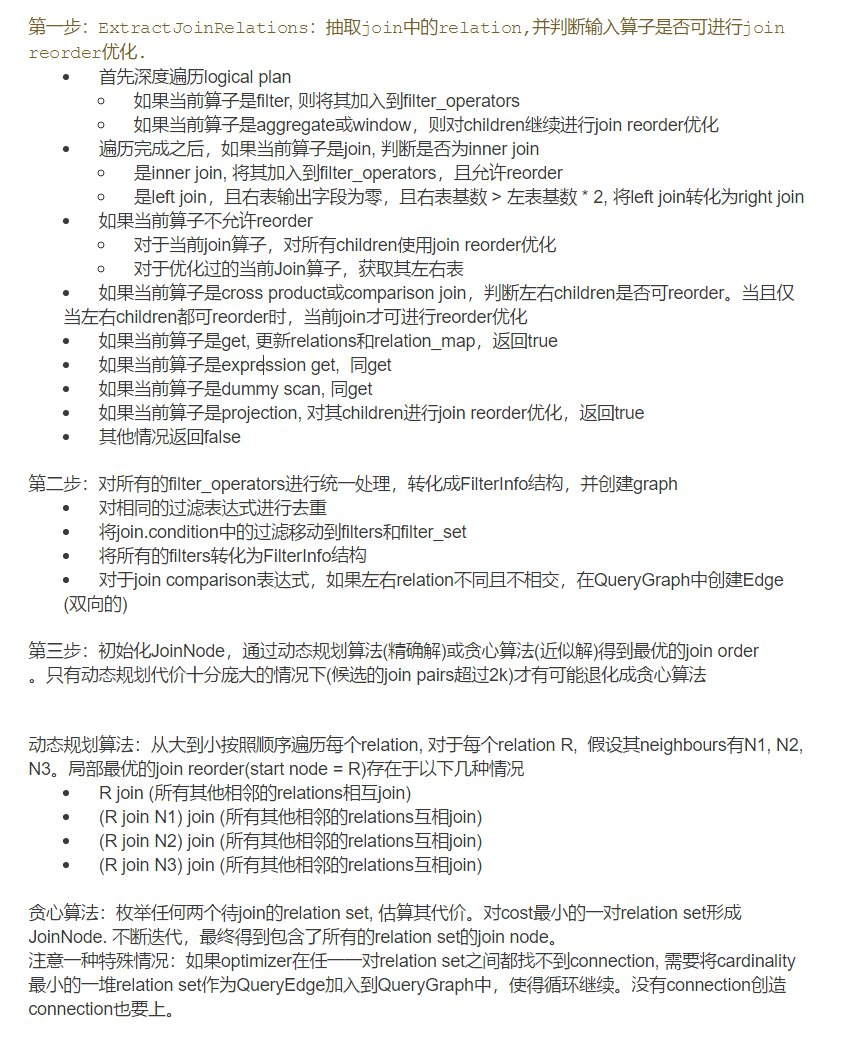 第一步：ExtractJoinRelations：抽取join中的relation,并判断输入算子是否可进行join
reorder优化.
• 首先深度遍历logical plan
○ 如果当前算子是filter, 则将其加入到filter_operators
○ 如果当前算子是aggregate或window，则对children继续进行join reorder优化
• 遍历完成之后，如果当前算子是join, 判断是否为inner join
○ 是inner join, 将其加入到filter_operators，且允许reorder
○ 是left join，且右表输出字段为零，且右表基数 > 左表基数 * 2, 将left join转化为right join
• 如果当前算子不允许reorder
○ 对于当前join算子，对所有children使用join reorder优化
○ 对于优化过的当前Join算子，获取其左右表
• 如果当前算子是cross product或comparison join，判断左右children是否可reorder。当且仅
当左右children都可reorder时，当前join才可进行reorder优化
• 如果当前算子是get, 更新relations和relation_map，返回true
• 如果当前算子是expression get, 同get
• 如果当前算子是dummy scan, 同get
• 如果当前算子是projection, 对其children进行join reorder优化，返回true
• 其他情况返回false
第二步：对所有的filter_operators进行统一处理，转化成FilterInfo结构，并创建graph
• 对相同的过滤表达式进行去重
• 将join.condition中的过滤移动到filters和filter_set
• 将所有的filters转化为FilterInfo结构
• 对于join comparison表达式，如果左右relation不同且不相交，在QueryGraph中创建Edge
(双向的)
第三步：初始化JoinNode，通过动态规划算法(精确解)或贪心算法(近似解)得到最优的join order
。只有动态规划代价十分庞大的情况下(候选的join pairs超过2k)才有可能退化成贪心算法
动态规划算法：从大到小按照顺序遍历每个relation, 对于每个relation R, 假设其neighbours有N1, N2,
N3。局部最优的join reorder(start node = R)存在于以下几种情况
• R join (所有其他相邻的relations相互join)
• (R join N1) join (所有其他相邻的relations互相join)
• (R join N2) join (所有其他相邻的relations互相join)
• (R join N3) join (所有其他相邻的relations互相join)
贪心算法：枚举任何两个待join的relation set, 估算其代价。对cost最小的一对relation set形成
JoinNode. 不断迭代，最终得到包含了所有的relation set的join node。
注意一种特殊情况：如果optimizer在任一一对relation set之间都找不到connection, 需要将cardinality
最小的一堆relation set作为QueryEdge加入到QueryGraph中，使得循环继续。没有connection创造
connection也要上。